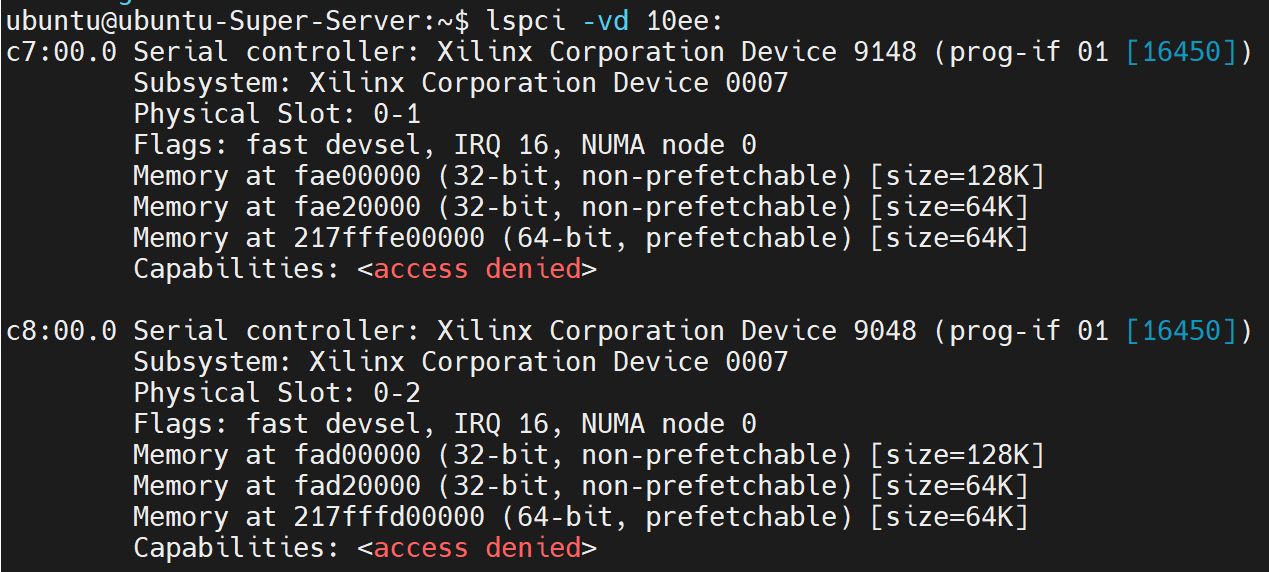 ubuntu@ubuntu-Super-Server:~$ lspci -vd 10ee:
c7:00.0 Serial controller: Xilinx Corporation Device 9148 (prog-if 01 [16450])
Subsystem: Xilinx Corporation Device 0007
Physical Slot: 0-1
Flags: fast devsel, IRQ 16, NUMA node 0
Memory at fae00000 (32-bit, non-prefetchable) [size=128K]
Memory at fae20000 (32-bit, non-prefetchable) [size=64K]
Memory at 217fffe00000 (64-bit, prefetchable) [size=64K]
Capabilities: <access denied>
c8:00.0 Serial controller: Xilinx Corporation Device 9048 (prog-if 01 [16450])
Subsystem: Xilinx Corporation Device 0007
Physical Slot: 0-2
Flags: fast devsel, IRQ 16, NUMA node 0
Memory at fad00000 (32-bit, non-prefetchable) [size=128K]
Memory at fad20000 (32-bit, non-prefetchable) [size=64K]
Memory at 217fffd00000 (64-bit, prefetchable) [size=64K]
Capabilities: <access denied>